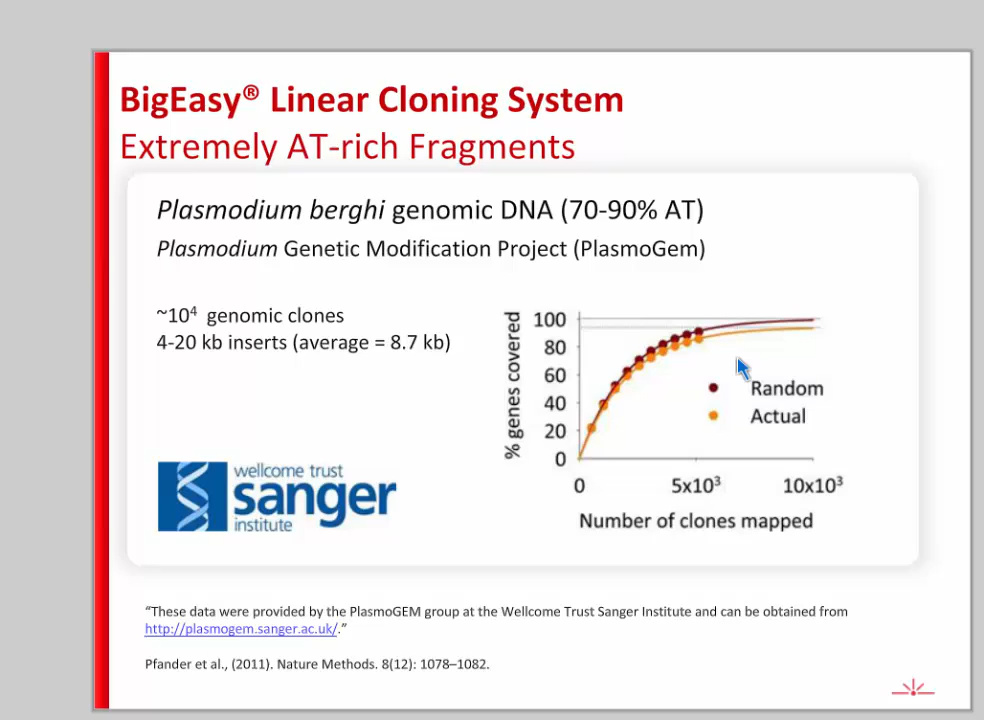 BigEasy® Linear Cloning System
Extremely AT-rich Fragments
Plasmodium berghi genomic DNA (70-90% AT)
Plasmodium Genetic Modification Project (PlasmoGem)
~10⁴ genomic clones
4-20 kb inserts (average = 8.7 kb)
% genes covered
100
80
60
40
20
0
Random
Actual
0 5x10³ 10x10³
Number of clones mapped
wellcome trust
sanger
institute
“These data were provided by the PlasmoGEM group at the Wellcome Trust Sanger Institute and can be obtained from
http://plasmogem.sanger.ac.uk/.”
Pfander et al., (2011). Nature Methods. 8(12): 1078–1082.